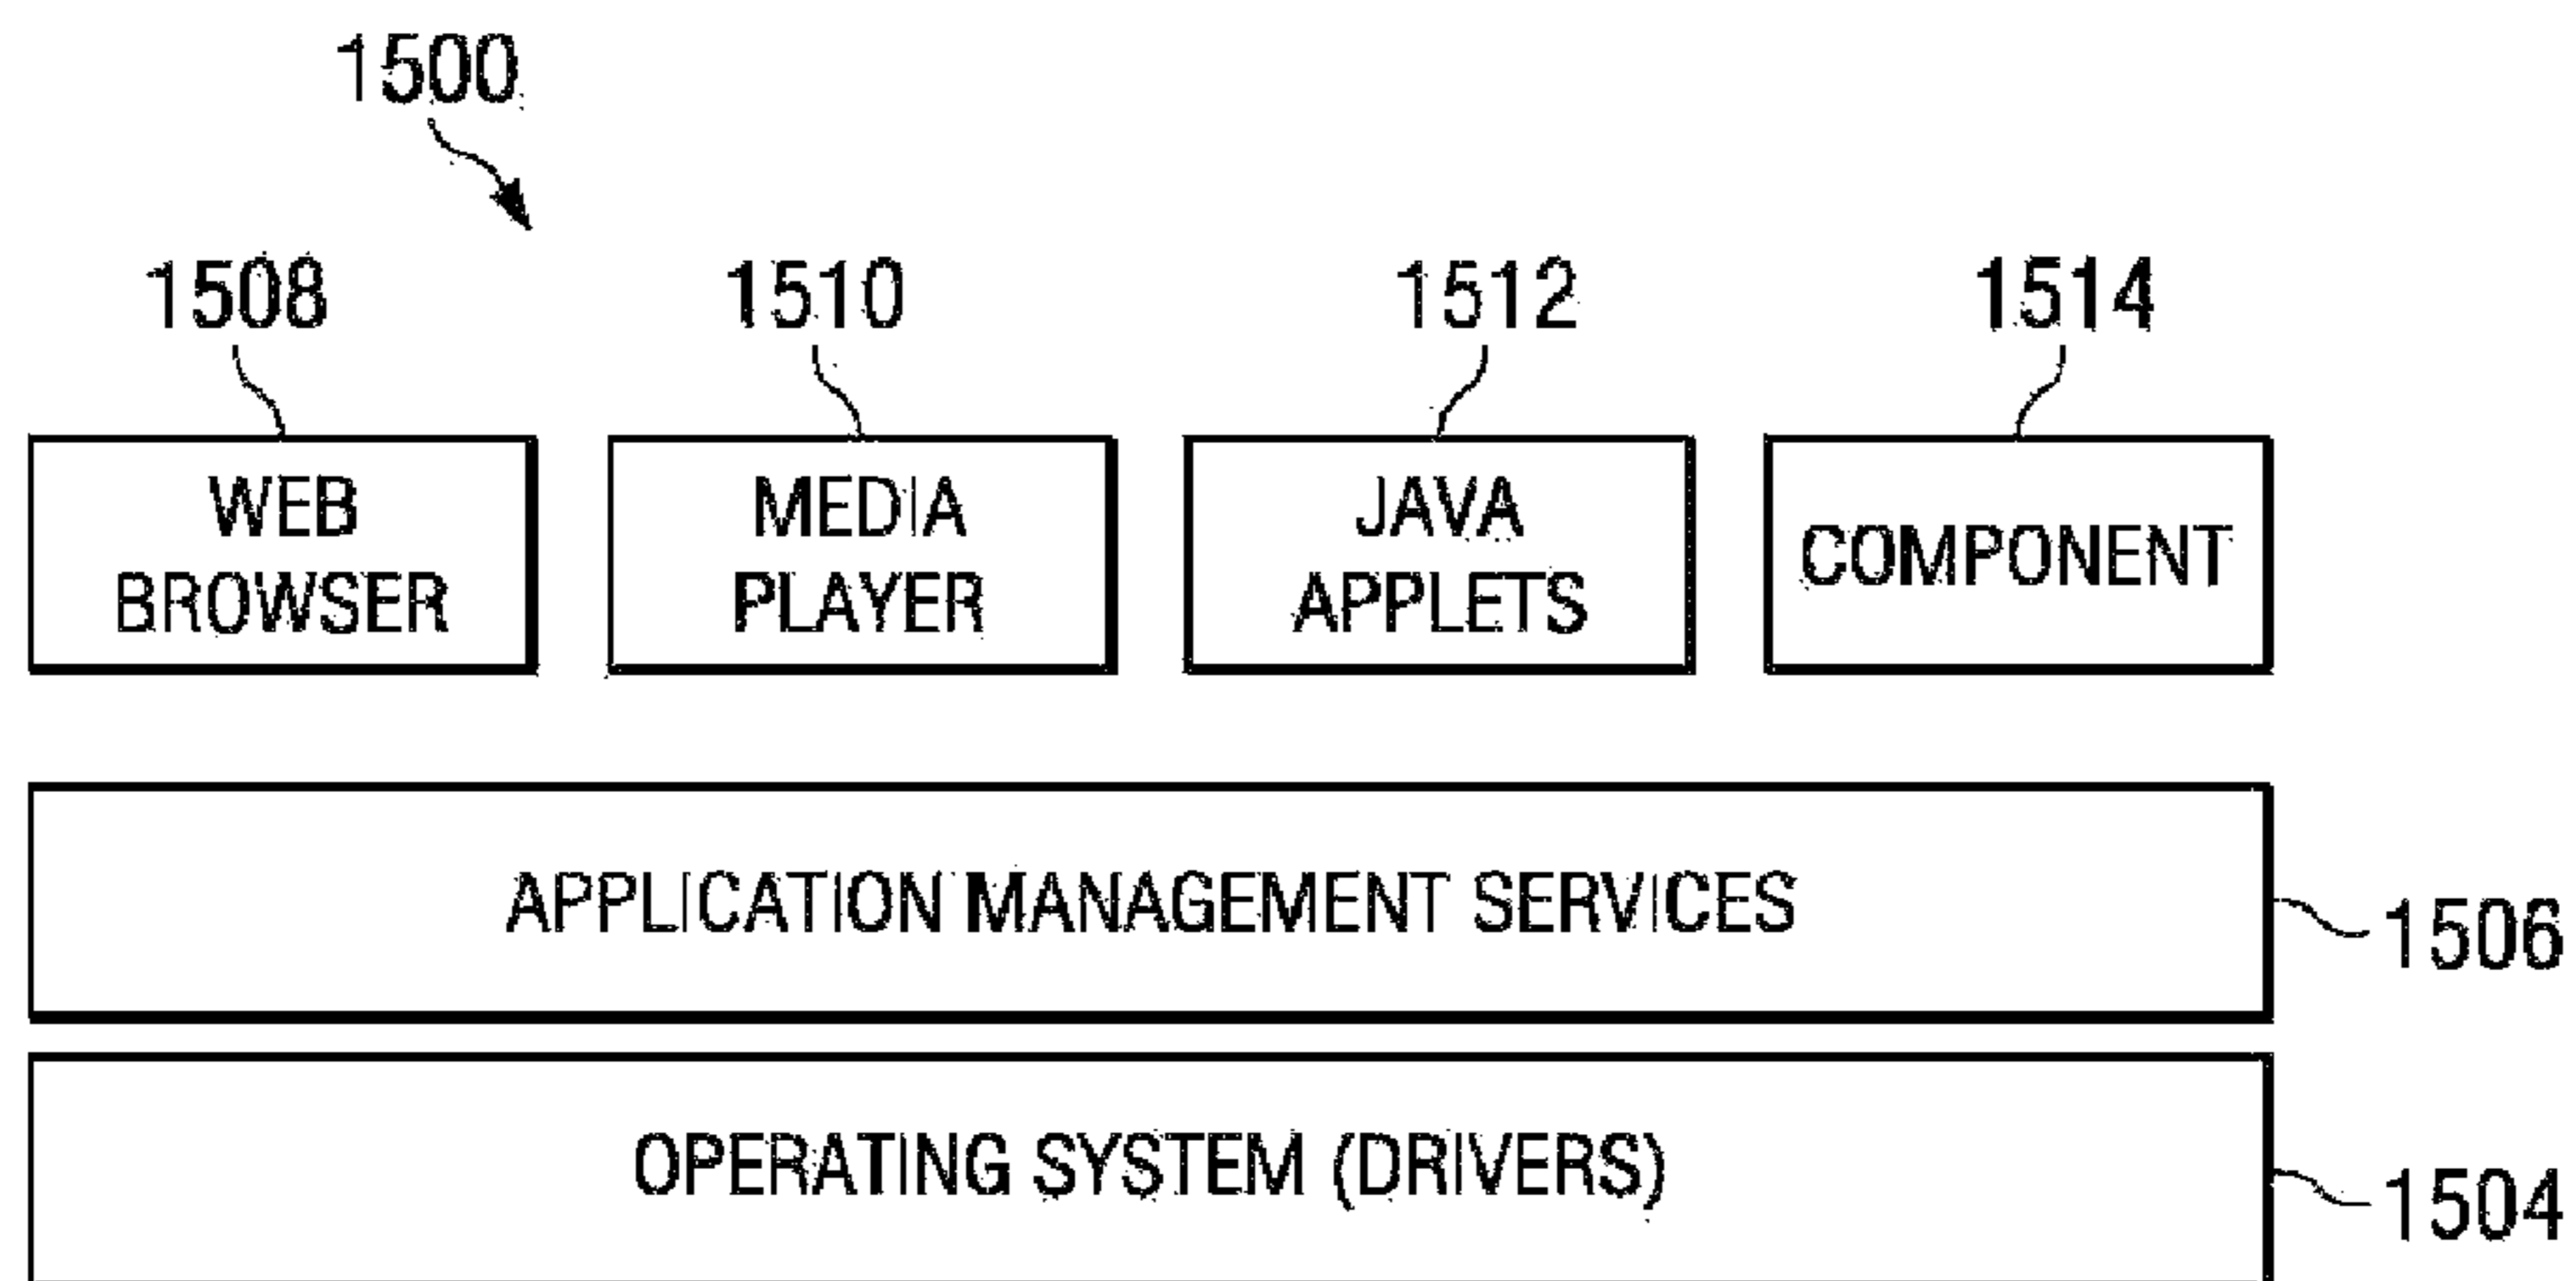 1500
1508
1510
1512
1514
WEB
BROWSER
MEDIA
PLAYER
JAVA
APPLETS
COMPONENT
APPLICATION MANAGEMENT SERVICES
1506
OPERATING SYSTEM (DRIVERS)
1504